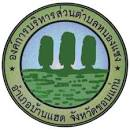 องค์การบริหารส่วนตำบลหนองแซง
อำเภอบ้านแฮด จังหวัดขอนแก่น